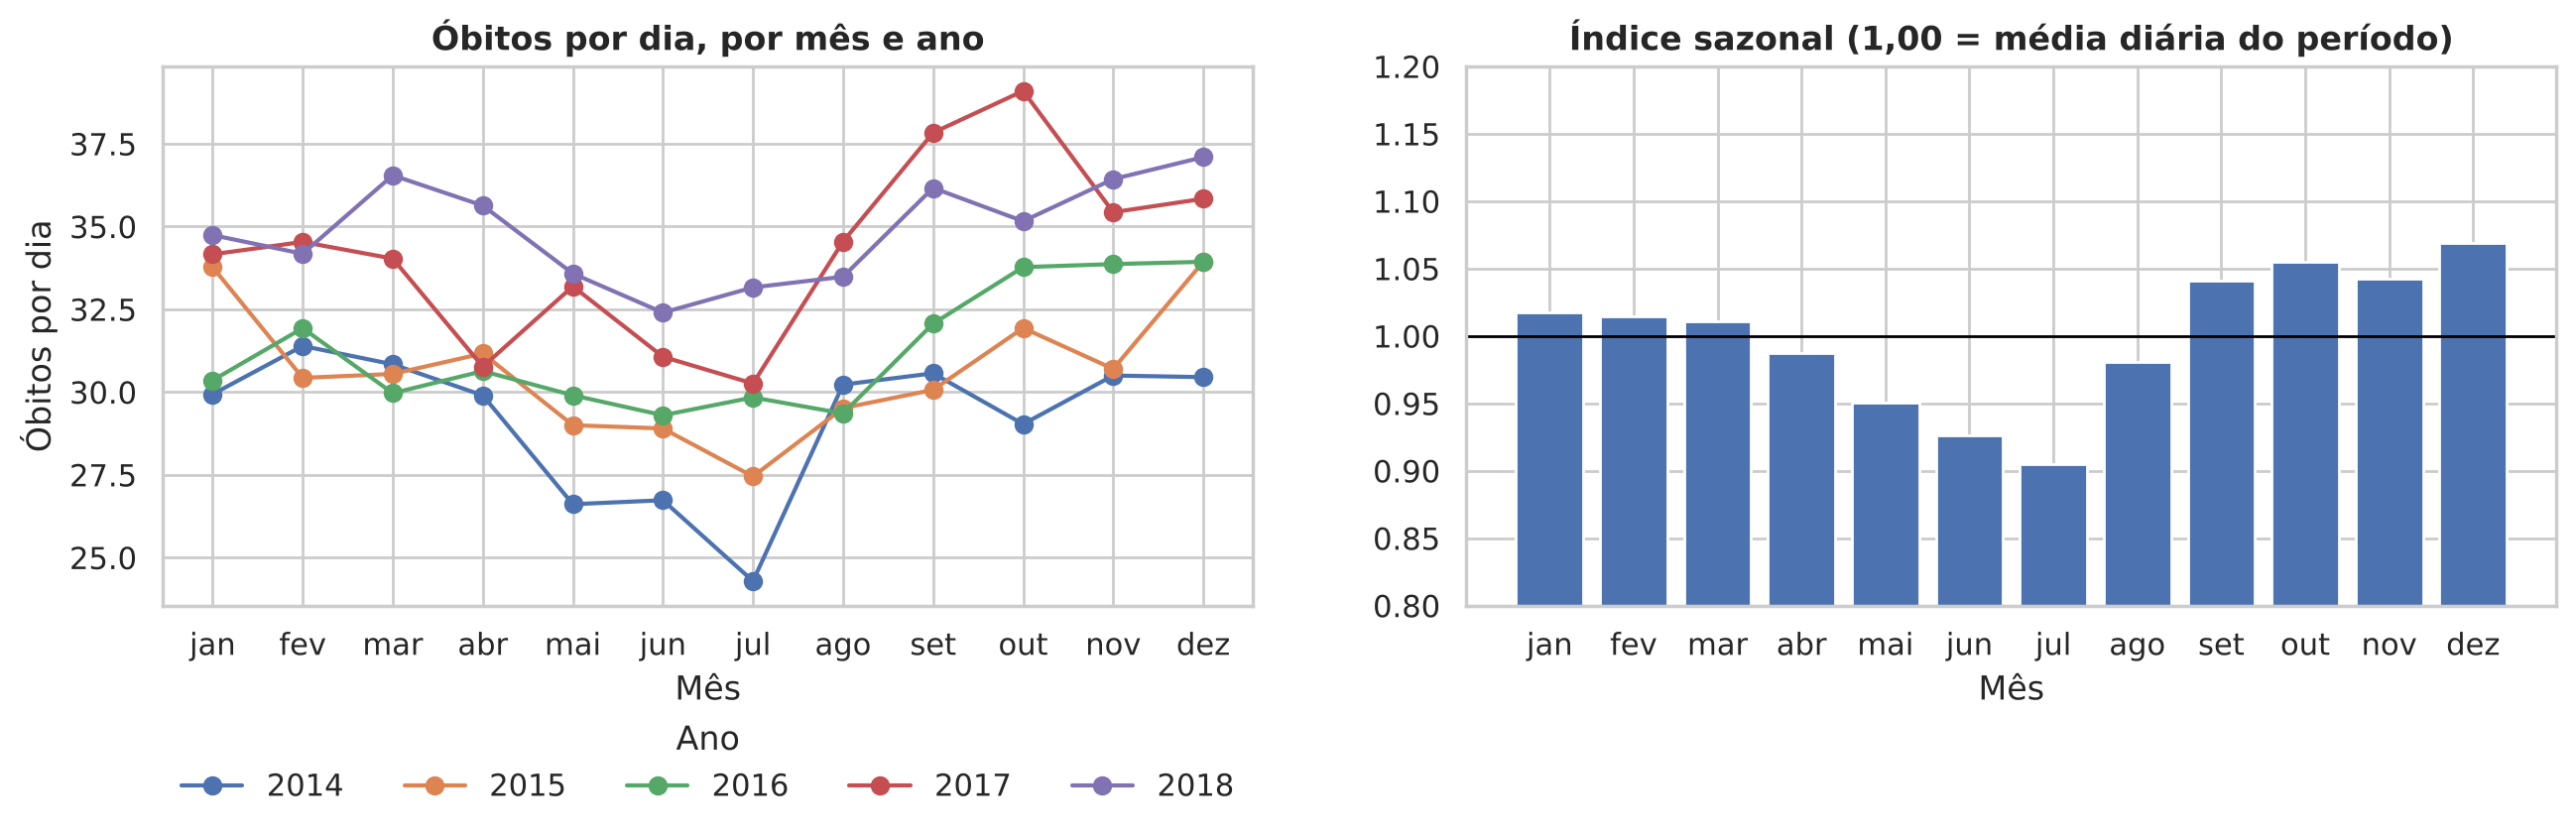 Óbitos por dia, por mês e ano
Óbitos por dia
37.5
35.0
32.5
30.0
27.5
25.0
jan fev mar abr mai jun jul ago set out nov dez
Mês
Ano
2014 2015 2016 2017 2018
Índice sazonal (1,00 = média diária do período)
1.20
1.15
1.10
1.05
1.00
0.95
0.90
0.85
0.80
jan fev mar abr mai jun jul ago set out nov dez
Mês